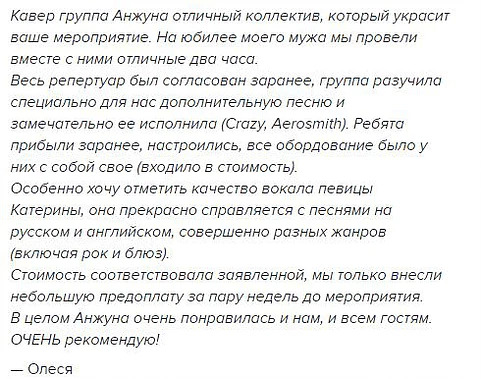 Кавер группа Анжуна отличный коллектив, который украсит
ваше мероприятие. На юбилее моего мужа мы провели
вместе с ними отличные два часа.
Весь репертуар был согласован заранее, группа разучила
специально для нас дополнительную песню и
замечательно ее исполнила (Crazy, Aerosmith). Ребята
прибыли заранее, настроились, все обордование было у
них с собой свое (входило в стоимость).
Особенно хочу отметить качество вокала певицы
Катерины, она прекрасно справляется с песнями на
русском и английском, совершенно разных жанров
(включая рок и блюз).
Стоимость соответствовала заявленной, мы только внесли
небольшую предоплату за пару недель до мероприятия.
В целом Анжуна очень понравилась и нам, и всем гостям.
ОЧЕНЬ рекомендую!
— Олеся